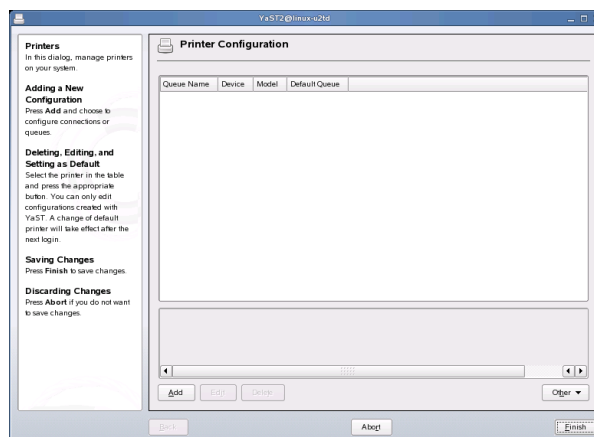 YaST2@linux-u2td
Printers
In this dialog, manage printers
on your system.
Adding a New
Configuration
Press Add and choose to
configure connections or
queues.
Deleting, Editing, and
Setting as Default
Select the printer in the table
and press the appropriate
button. You can only edit
configurations created with
YaST. A change of default
printer will take effect after the
next login.
Saving Changes
Press Finish to save changes.
Discarding Changes
Press Abort if you do not want
to save changes.
Printer Configuration
Queue Name Device Model Default Queue
Add Edit Delete Other
Back Abort Finish